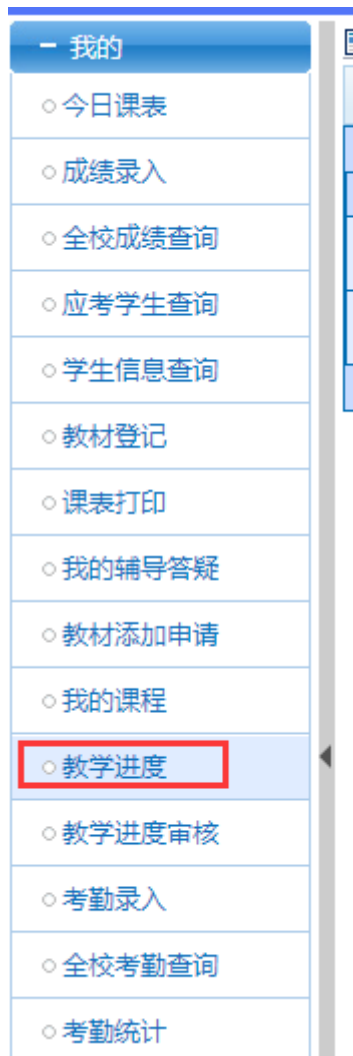 我的
今日课表
成绩录入
全校成绩查询
应考学生查询
学生信息查询
教材登记
课表打印
我的辅导答疑
教材添加申请
我的课程
教学进度
教学进度审核
考勤录入
全校考勤查询
考勤统计